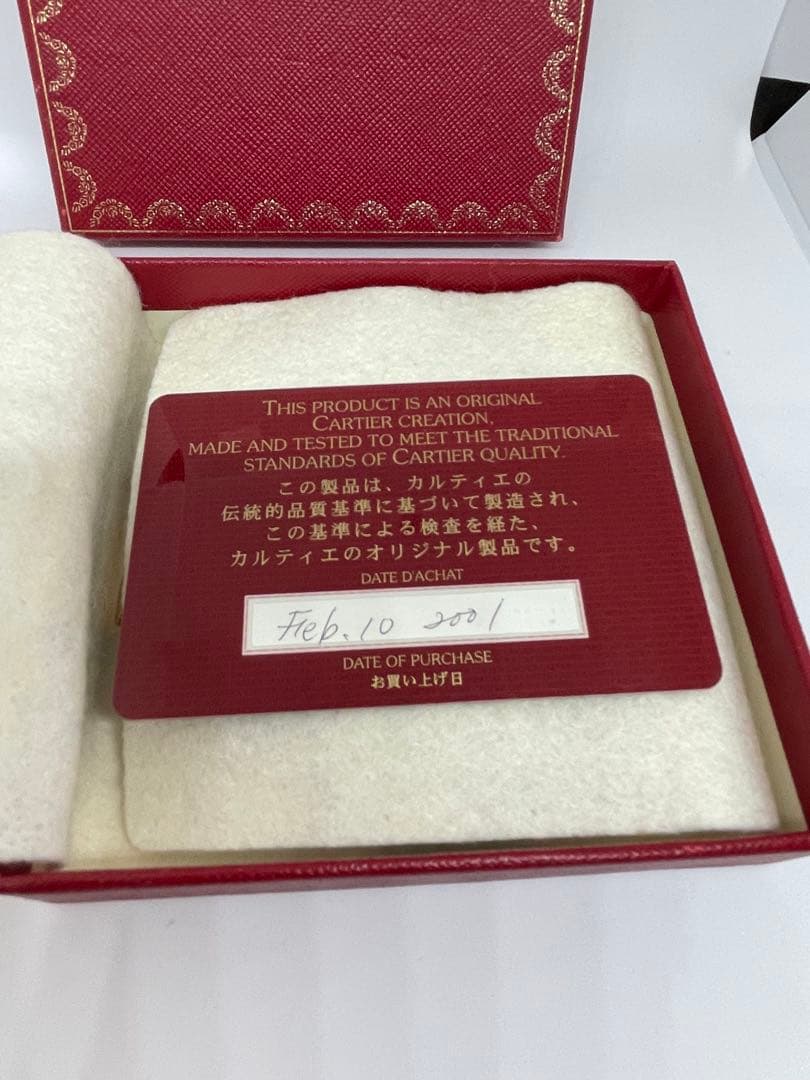 THIS PRODUCT IS AN ORIGINAL
CARTIER CREATION,
MADE AND TESTED TO MEET THE TRADITIONAL
STANDARDS OF CARTIER QUALITY.
この製品は、カルティエの
伝統的品質基準に基づいて製造され、
この基準による検査を経た、
カルティエのオリジナル製品です。
DATE D'ACHAT
Feb. 10 2001
DATE OF PURCHASE
お買い上げ日